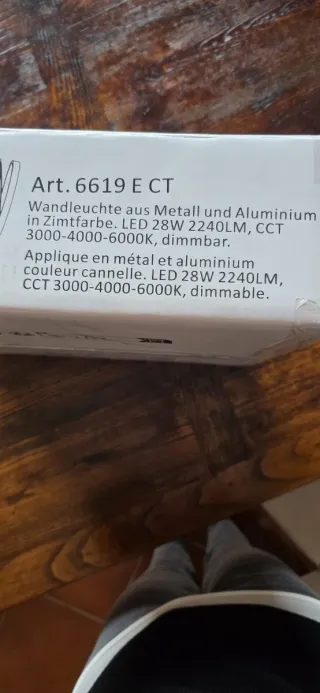 Art. 6619 E CT
Wandleuchte aus Metall und Aluminium
in Zimtfarbe. LED 28W 2240LM, CCT
3000-4000-6000K, dimmbar.
Applique en métal et aluminium
couleur cannelle. LED 28W 2240LM,
CCT 3000-4000-6000K, dimmable.